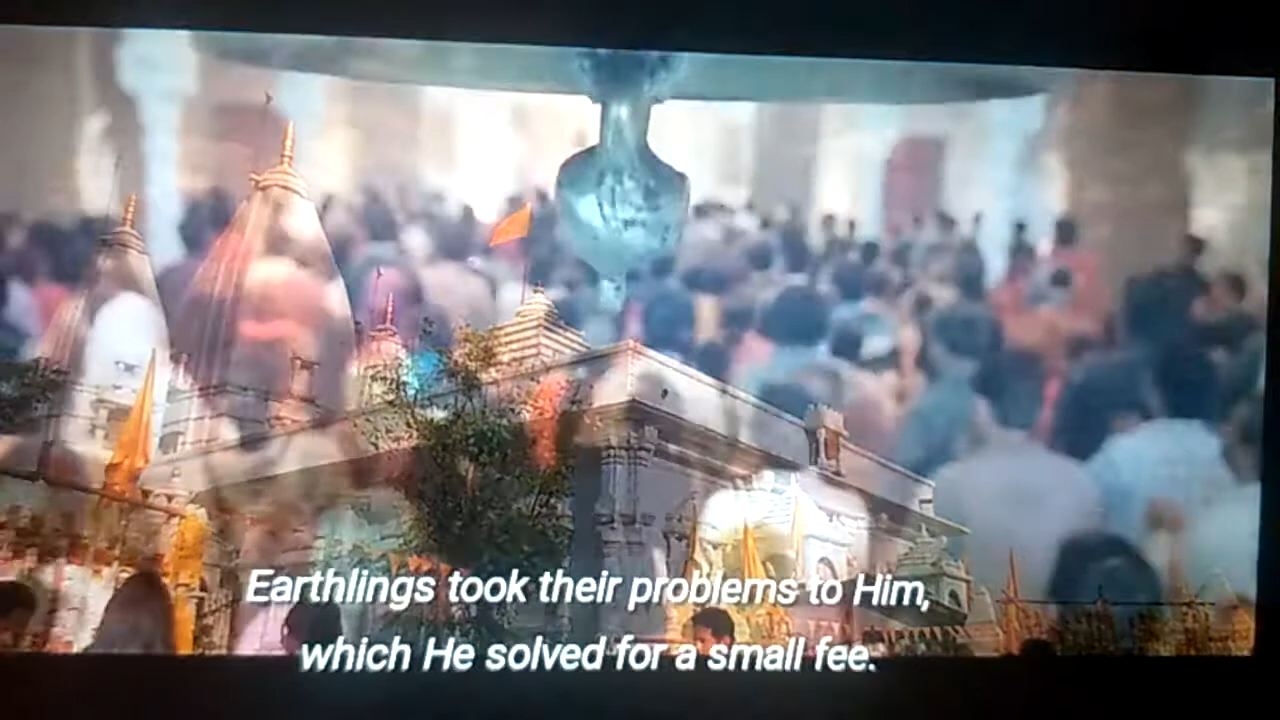 Earthlings took their problems to Him,
which He solved for a small fee.